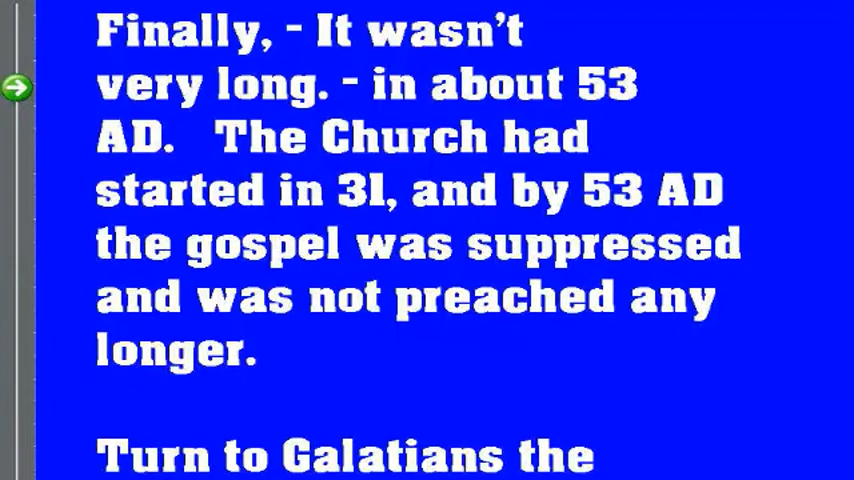 Finally, - It wasn't
very long. - in about 53
AD. The Church had
started in 3l, and by 53 AD
the gospel was suppressed
and was not preached any
longer.
Turn to Galatians the